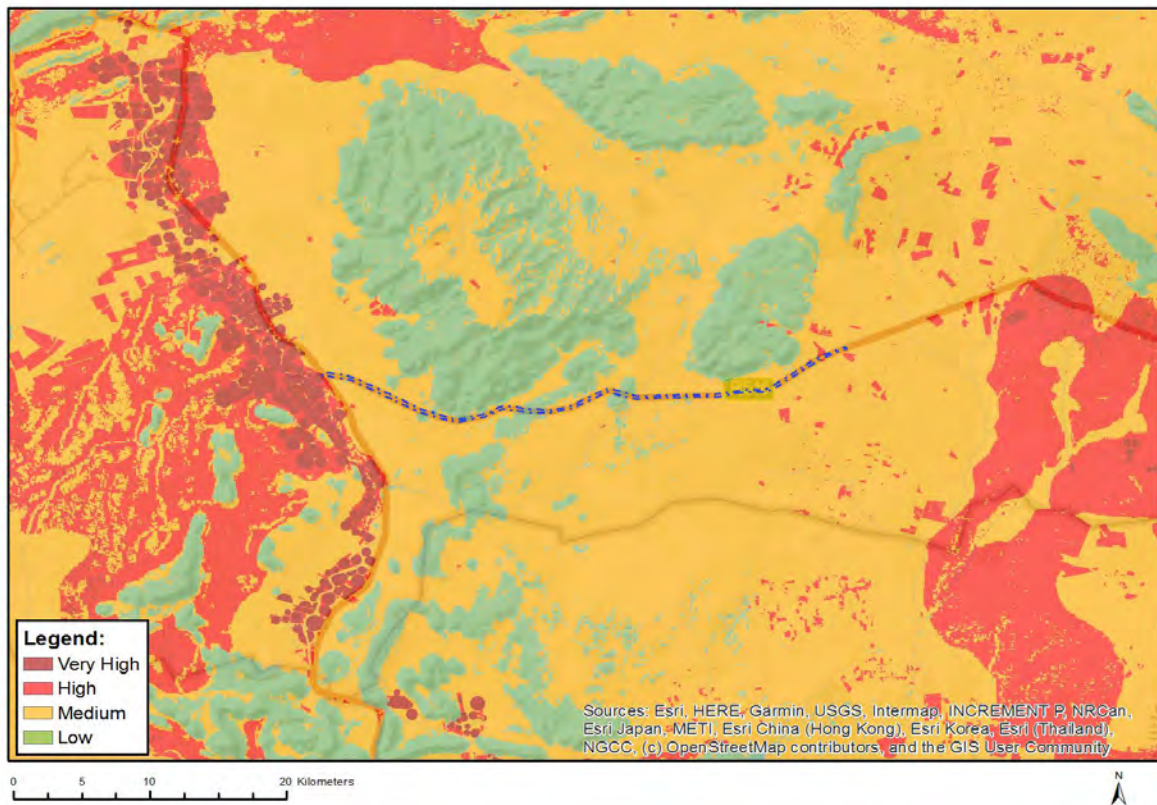 Legend:
Very High
High
Medium
Low
Sources: Esri, HERE, Garmin, USGS, Intermap, INCREMENT P, NRCan,
Esri Japan, METI, Esri China (Hong Kong), Esri Korea, Esri (Thailand),
NGCC, (c) OpenStreetMap contributors, and the GIS User Community
0 5 10 20 Kilometers
N